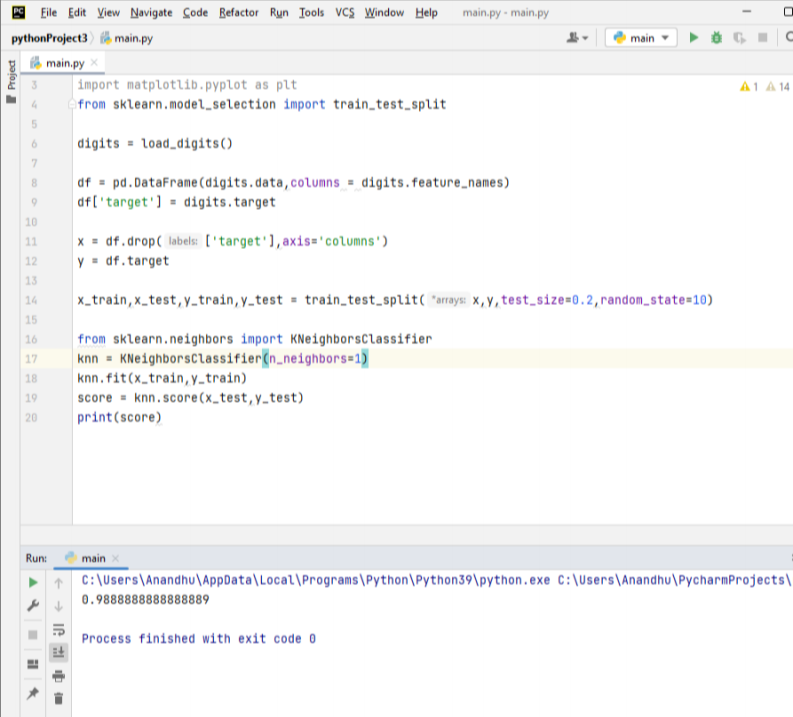 PC File Edit View Navigate Code Refactor Run Tools VCS Window Help main.py - main.py
pythonProject3 main.py main
Project
main.py
3 import matplotlib.pyplot as plt 1 14
4 from sklearn.model_selection import train_test_split
5
6 digits = load_digits()
7
8 df = pd.DataFrame(digits.data,columns = digits.feature_names)
9 df['target'] = digits.target
10
11 x = df.drop( labels: ['target'],axis='columns')
12 y = df.target
13
14 x_train,x_test,y_train,y_test = train_test_split( *arrays: x,y,test_size=0.2,random_state=10)
15
16 from sklearn.neighbors import KNeighborsClassifier
17 knn = KNeighborsClassifier(n_neighbors=1)
18 knn.fit(x_train,y_train)
19 score = knn.score(x_test,y_test)
20 print(score)
Run: main
C:\Users\Anandhu\AppData\Local\Programs\Python\Python39\python.exe C:\Users\Anandhu\PycharmProjects\
0.9888888888888889
Process finished with exit code 0